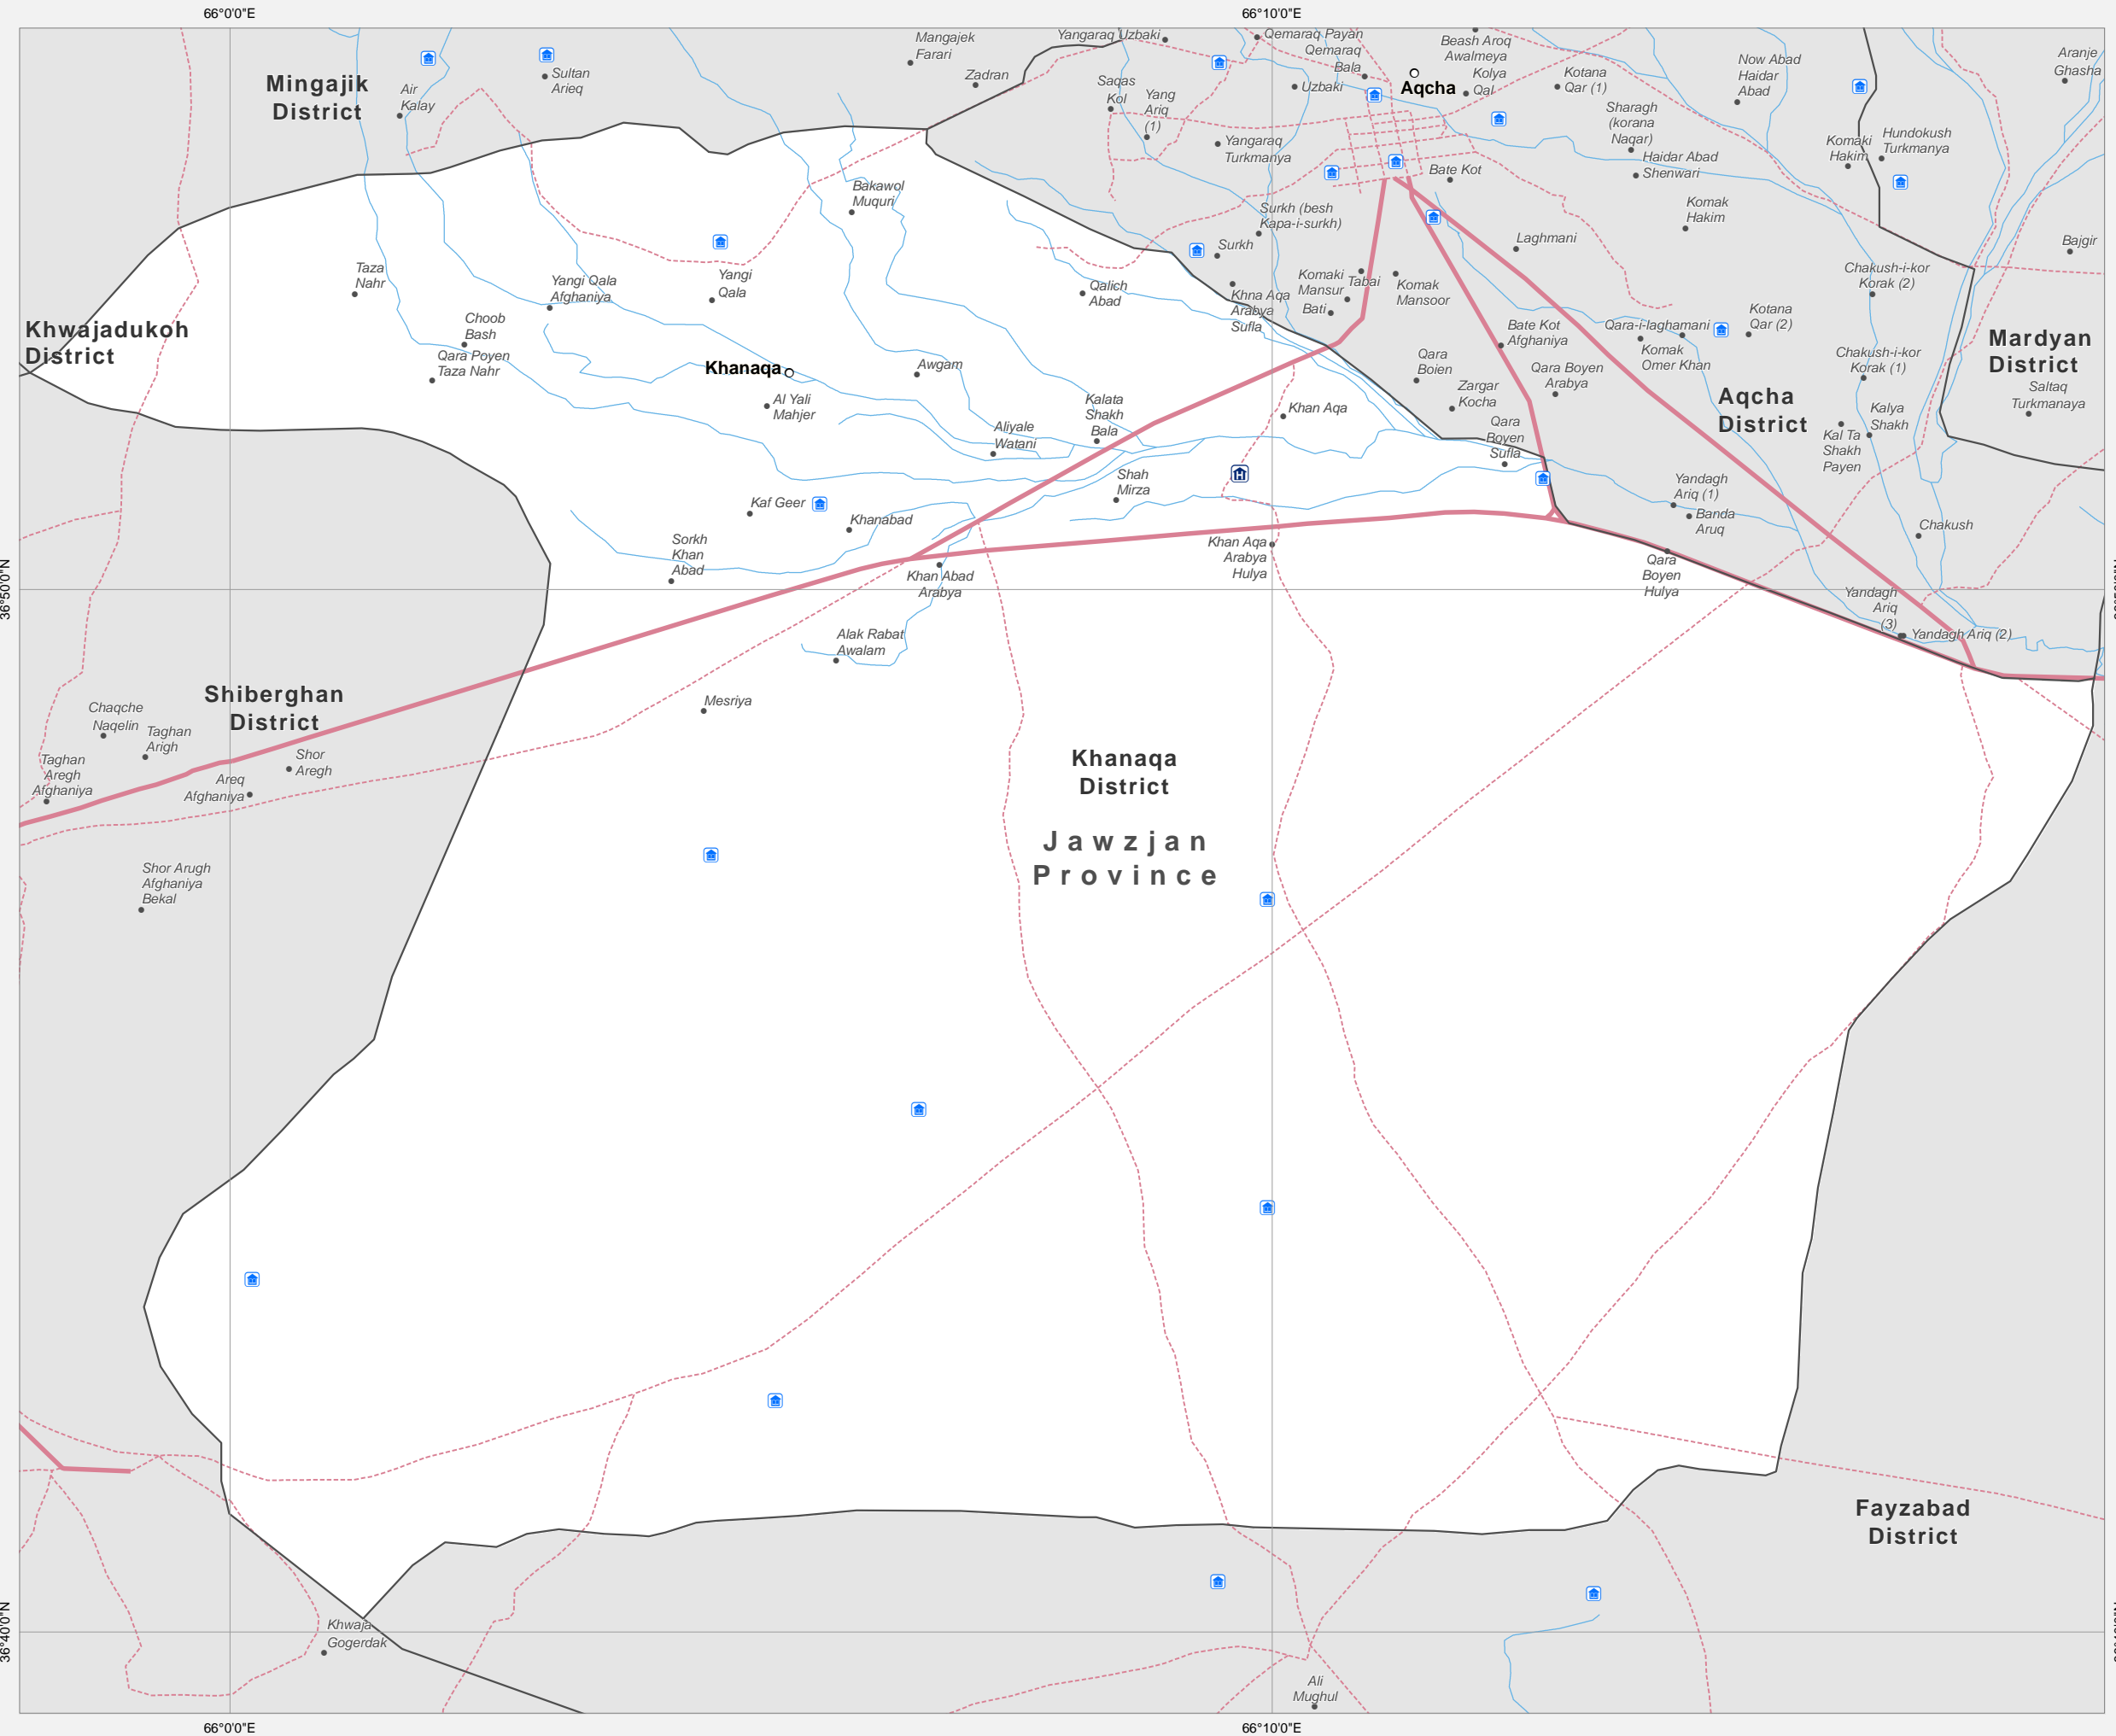 66°0'0"E
66°10'0"E
Mangajek
Farari
Yangaraq Uzbaki
Qemaraq Payan
Qemaraq
Bala
Beash Aroq
Awalmeya
Now Abad
Haidar
Abad
Aranje
Ghasha
Mingajik
District
Air
Kalay
Sultan
Arieq
Zadran
Saqas
Kol
Yang
Ariq
(1)
Uzbaki
Aqcha
Kolya
Qal
Kotana
Qar (1)
Sharagh
(korana
Naqar)
Komaki
Hakim
Hundokush
Turkmanya
Yangaraq
Turkmanya
Haidar Abad
Shenwari
Bate Kot
Bakawol
Muquri
Surkh (besh
Kapa-i-surkh)
Komak
Hakim
Surkh
Laghmani
Bajgir
Taza
Nahr
Yangi Qala
Afghaniya
Yangi
Qala
Qalich
Abad
Khna Aqa
Arabya
Sufla
Komaki
Mansur
Tabai
Bati
Komak
Mansoor
Chakush-i-kor
Korak (2)
Khwajadukoh
District
Choob
Bash
Qara Poyen
Taza Nahr
Khanaqa
Awgam
Bate Kot
Afghaniya
Qara-i-laghamani
Komak
Omer Khan
Kotana
Qar (2)
Mardyan
District
Qara
Boien
Qara Boyen
Arabya
Chakush-i-kor
Korak (1)
Zargar
Kocha
Aqcha
District
Saltaq
Turkmanaya
Al Yali
Mahjer
Kalata
Shakh
Bala
Khan Aqa
Kalya
Shakh
Aliyale
Watani
Qara
Boyen
Sufla
Kal Ta
Shakh
Payen
Shah
Mirza
Yandagh
Ariq (1)
Kaf Geer
Khanabad
Banda
Aruq
Chakush
Sorkh
Khan
Abad
Khan Aqa
Arabya
Hulya
Khan Abad
Arabya
Qara
Boyen
Hulya
36°50'0"N
Yandagh
Ariq
(3)
Yandagh Ariq (2)
Alak Rabat
Awalam
Shiberghan
District
Mesriya
Chaqche
Naqelin
Taghan
Arigh
Taghan
Aregh
Afghaniya
Shor
Aregh
Areq
Afghaniya
Khanaqa
District
Jawzjan
Province
Shor Arugh
Afghaniya
Bekal
Fayzabad
District
36°40'0"N
Khwaja
Gogerdak
Ali
Mughul
66°0'0"E
66°10'0"E